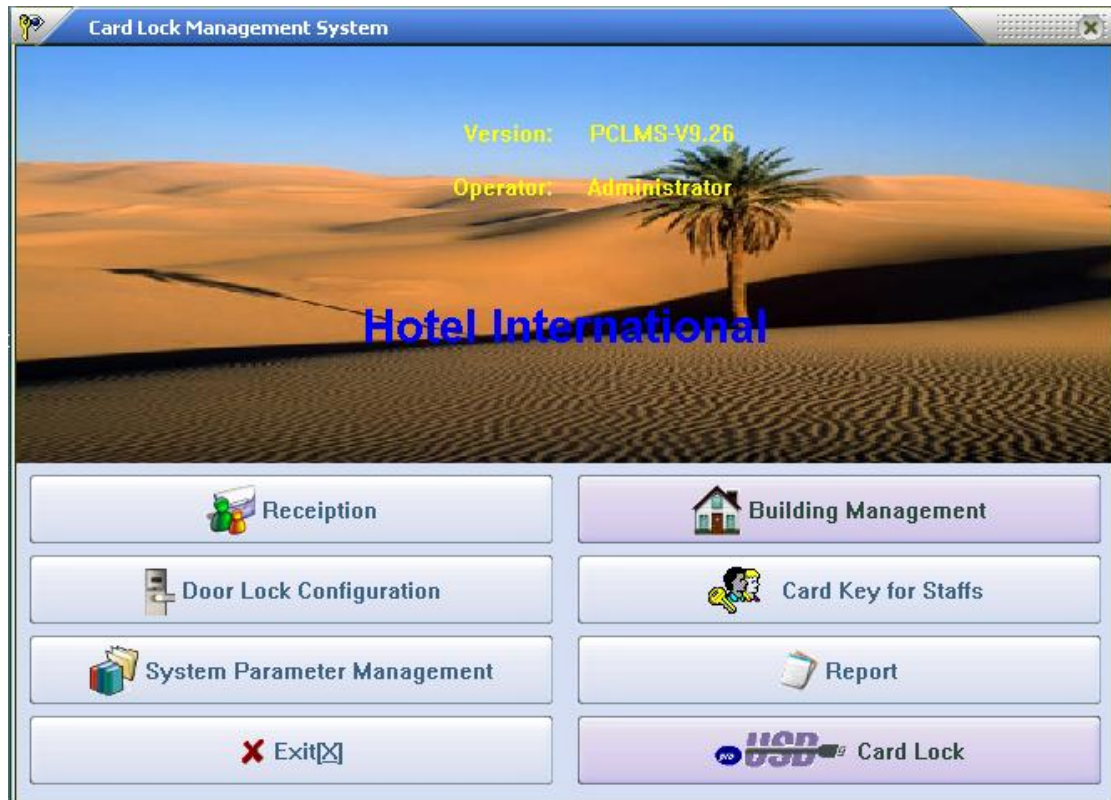 Card Lock Management System
Version: PCLMS-V9.26
Operator: Administrator
Hotel International
Receiption
Building Management
Door Lock Configuration
Card Key for Staffs
System Parameter Management
Report
Exit[X]
pro USB Card Lock